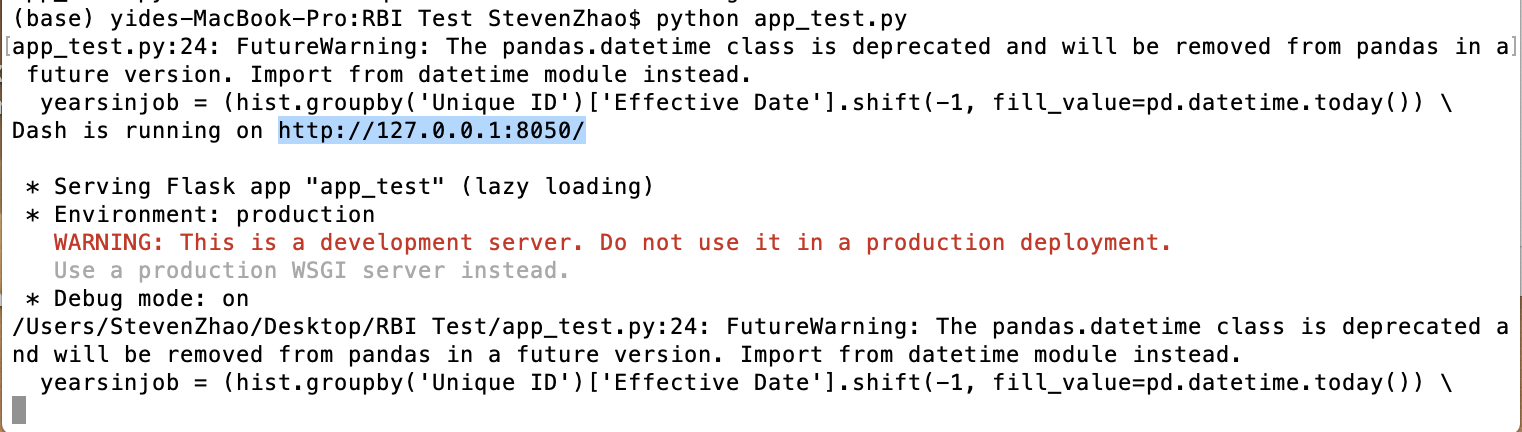 (base) yides-MacBook-Pro:RBI Test StevenZhao$ python app_test.py
[app_test.py:24: FutureWarning: The pandas.datetime class is deprecated and will be removed from pandas in a]
 future version. Import from datetime module instead.
  yearsinjob = (hist.groupby('Unique ID')['Effective Date'].shift(-1, fill_value=pd.datetime.today()) \
Dash is running on http://127.0.0.1:8050/
 * Serving Flask app "app_test" (lazy loading)
 * Environment: production
   WARNING: This is a development server. Do not use it in a production deployment.
   Use a production WSGI server instead.
 * Debug mode: on
/Users/StevenZhao/Desktop/RBI Test/app_test.py:24: FutureWarning: The pandas.datetime class is deprecated a
nd will be removed from pandas in a future version. Import from datetime module instead.
  yearsinjob = (hist.groupby('Unique ID')['Effective Date'].shift(-1, fill_value=pd.datetime.today()) \